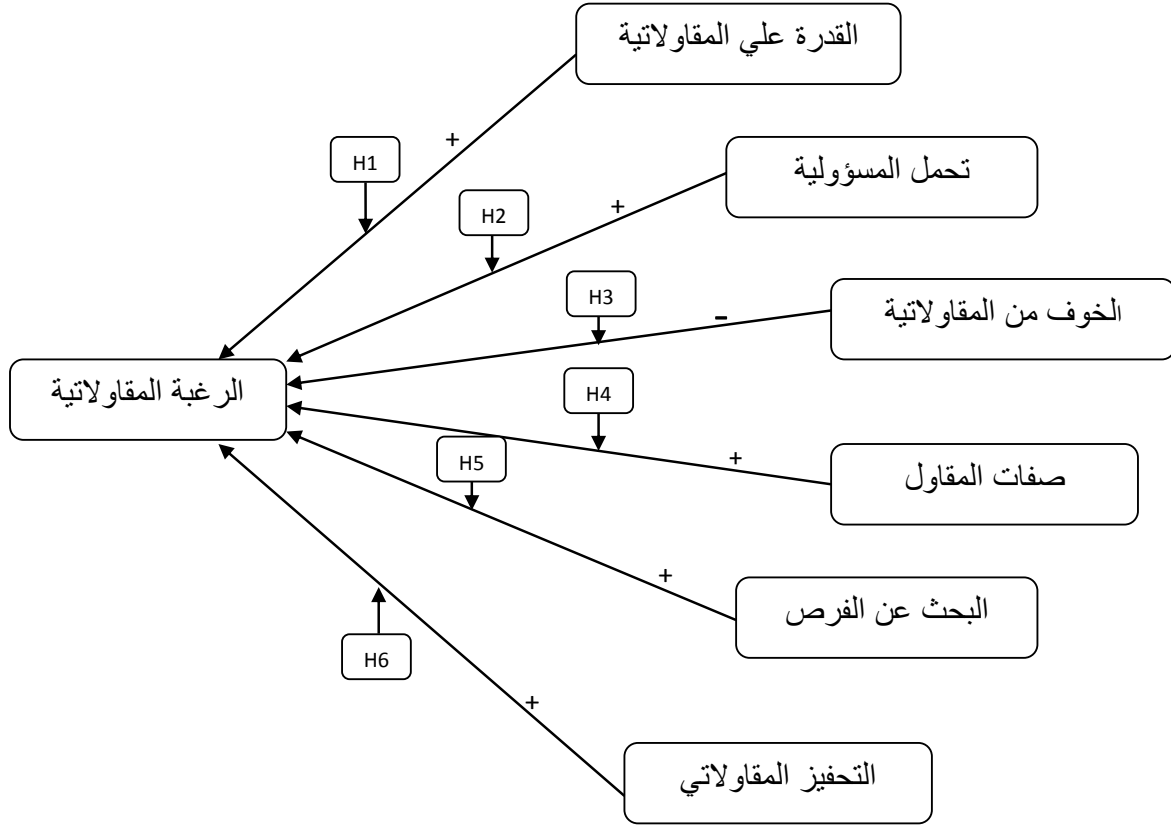 القدرة علي المقاولاتية
+
H1
تحمل المسؤولية
+
H2
الخوف من المقاولاتية
-
H3
الرغبة المقاولاتية
H4
+
صفات المقاول
H5
+
البحث عن الفرص
H6
+
التحفيز المقاولاتي